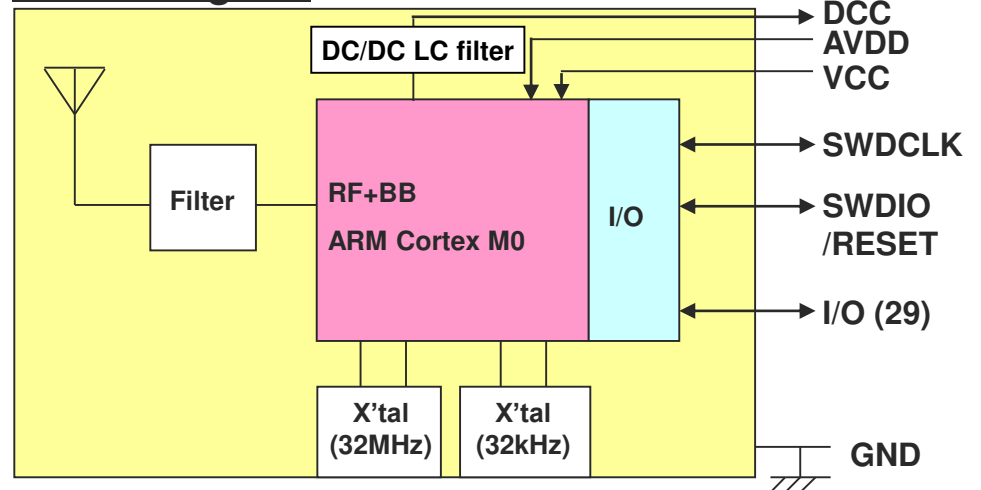 DCC
DC/DC LC filter
AVDD
VCC
SWDCLK
Filter
RF+BB
ARM Cortex M0
I/O
SWDIO
/RESET
I/O (29)
X'tal
(32MHz)
X'tal
(32kHz)
GND